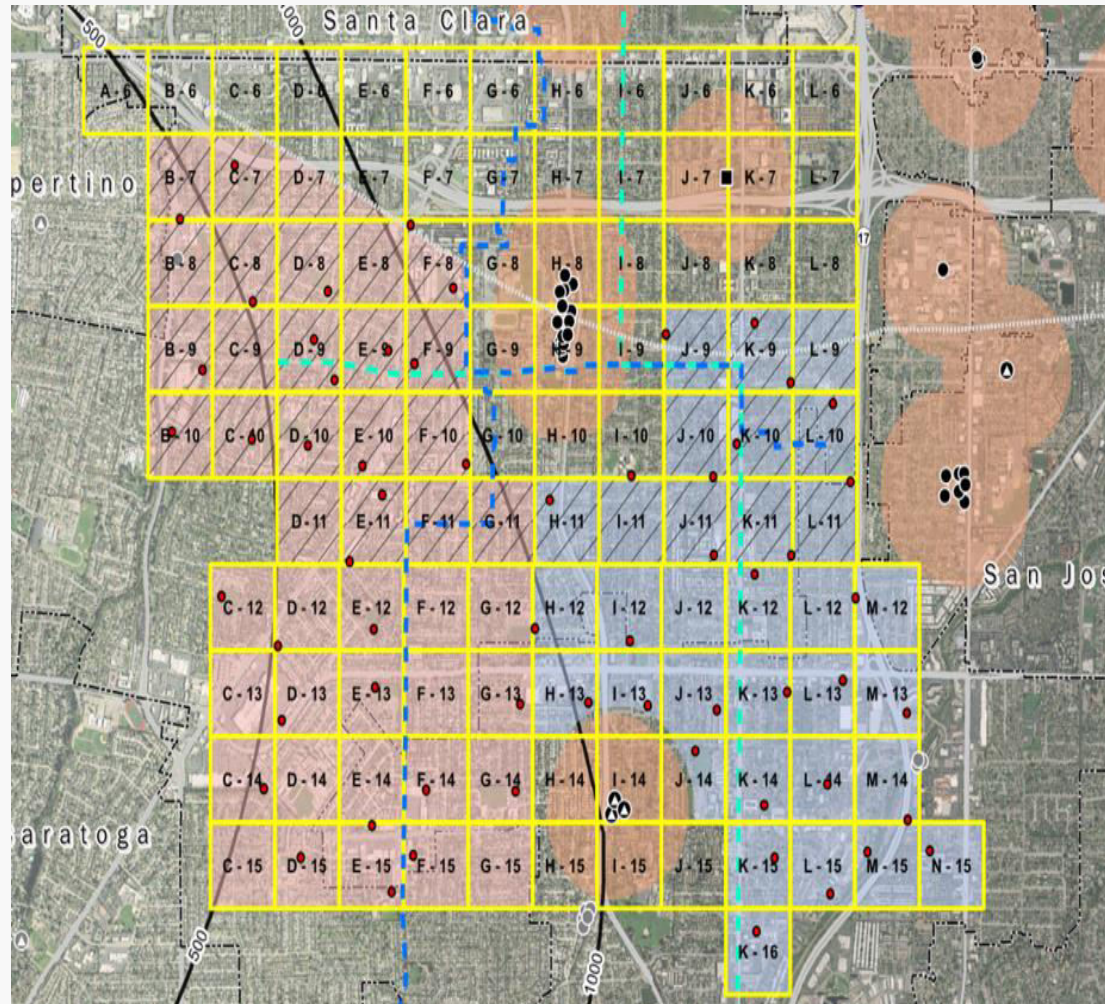 500
1000
Santa Clara
A-6 B-6 C-6 D-6 E-6 F-6 G-6 H-6 I-6 J-6 K-6 L-6
pertino
B-7 C-7 D-7 E-7 F-7 G-7 H-7 I-7 J-7 K-7 L-7
17
B-8 C-8 D-8 E-8 F-8 G-8 H-8 I-8 J-8 K-8 L-8
B-9 C-9 D-9 E-9 F-9 G-9 H-9 I-9 J-9 K-9 L-9
B-10 C-10 D-10 E-10 F-10 G-10 H-10 I-10 J-10 K-10 L-10
D-11 E-11 F-11 G-11 H-11 I-11 J-11 K-11 L-11
San Jos
C-12 D-12 E-12 F-12 G-12 H-12 I-12 J-12 K-12 L-12 M-12
C-13 D-13 E-13 F-13 G-13 H-13 I-13 J-13 K-13 L-13 M-13
C-14 D-14 E-14 F-14 G-14 H-14 I-14 J-14 K-14 L-14 M-14
aratoga
C-15 D-15 E-15 F-15 G-15 H-15 I-15 J-15 K-15 L-15 M-15 N-15
500
1000
K-16